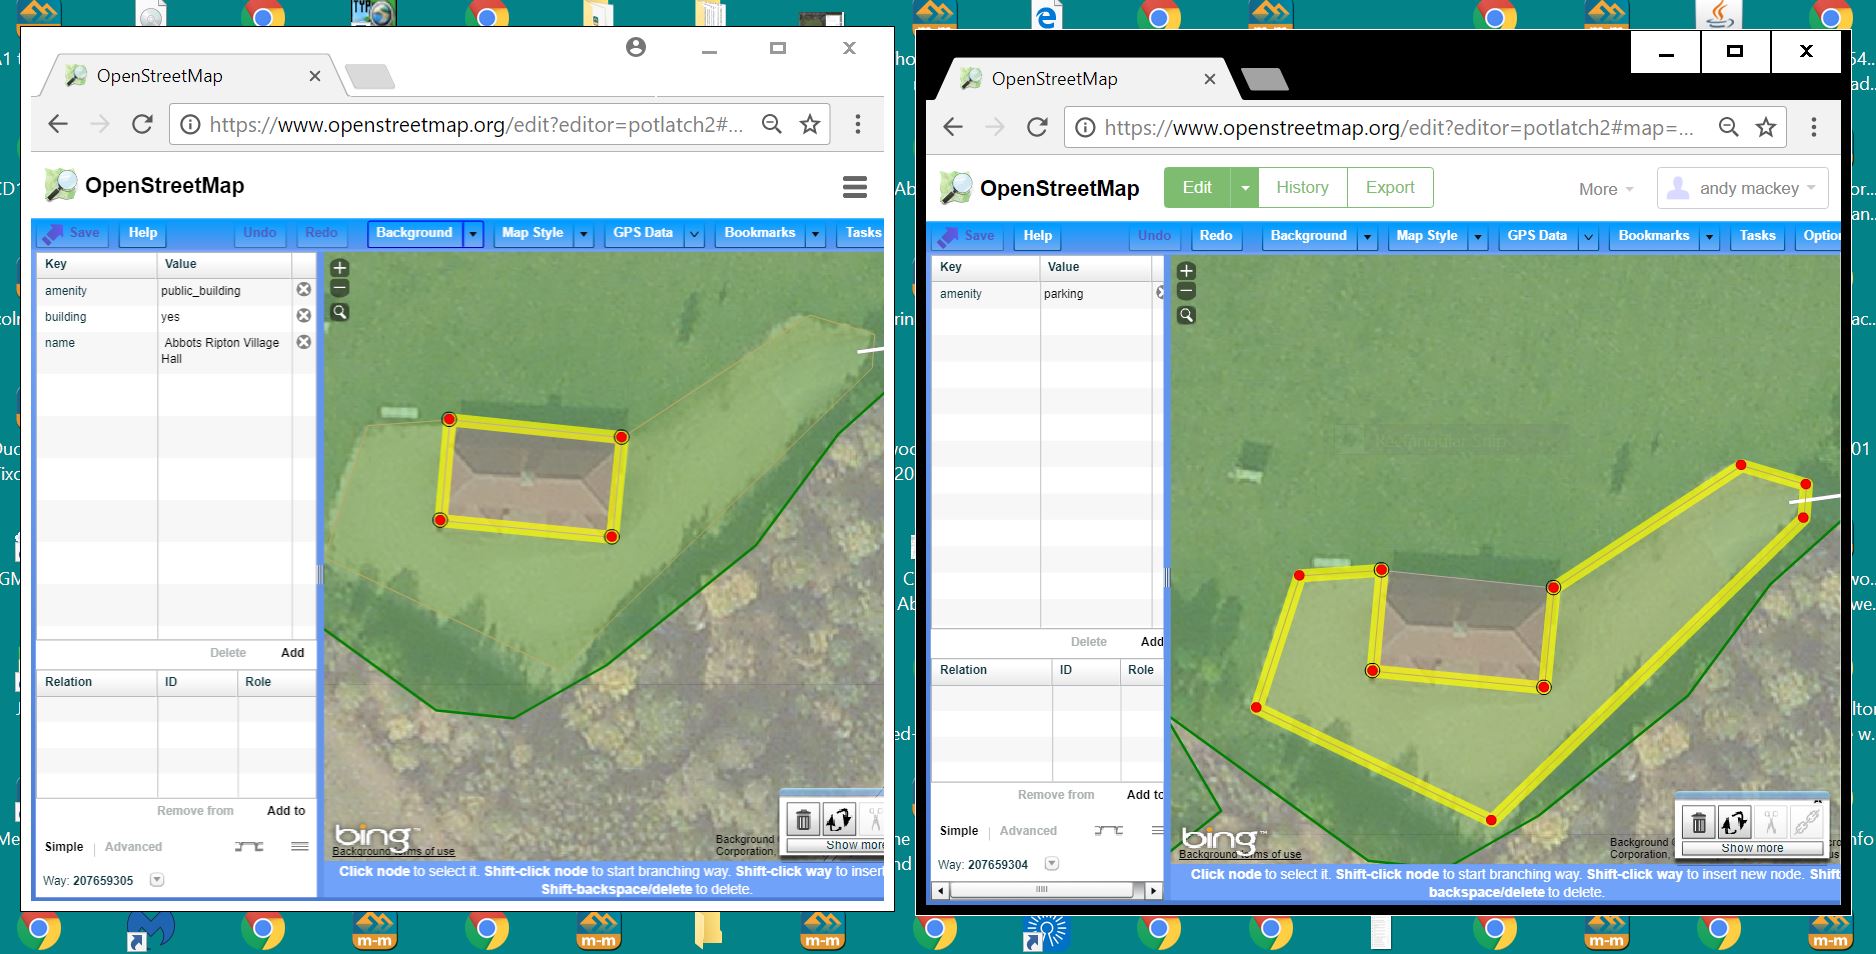 OpenStreetMap
https://www.openstreetmap.org/edit?editor=potlatch2#...
OpenStreetMap
Save Help Undo Redo Background Map Style GPS Data Bookmarks Tasks
Key Value
amenity public_building
building yes
name Abbots Ripton Village
Hall
Delete Add
Relation ID Role
Remove from Add to
Simple Advanced
Way: 207659305
bing™
Background terms of use
Background
Corporation,
Show more
Click node to select it. Shift-click node to start branching way. Shift-click way to insert
Shift-backspace/delete to delete.
OpenStreetMap
https://www.openstreetmap.org/edit?editor=potlatch2#map=...
OpenStreetMap Edit History Export More andy mackey
Save Help Undo Redo Background Map Style GPS Data Bookmarks Tasks Optio
Key Value
amenity parking
Delete Add
Relation ID Role
Remove from Add to
Simple Advanced
Way: 207659304
bing™
Background terms of use
Background
Corporation,
Show more
Click node to select it. Shift-click node to start branching way. Shift-click way to insert new node. Shift
backspace/delete to delete.
m-m
m-m
m-m
m-m
m-m